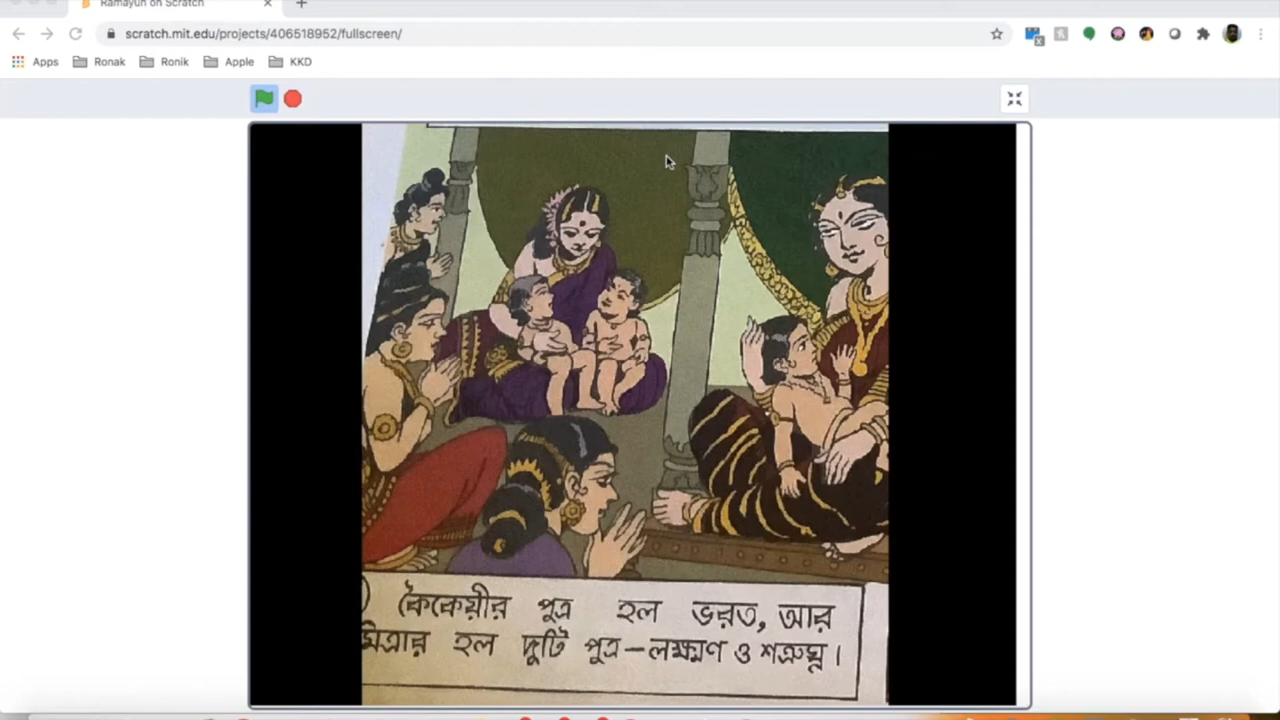 Ramayun on Scratch
scratch.mit.edu/projects/406518952/fullscreen/
Apps Ronak Ronik Apple KKD
) কৈকেয়ীর পুত্র হল ভরত, আর
মিত্রার হল দুটি পুত্র – লক্ষ্মণ ও শত্রুঘ্ন।